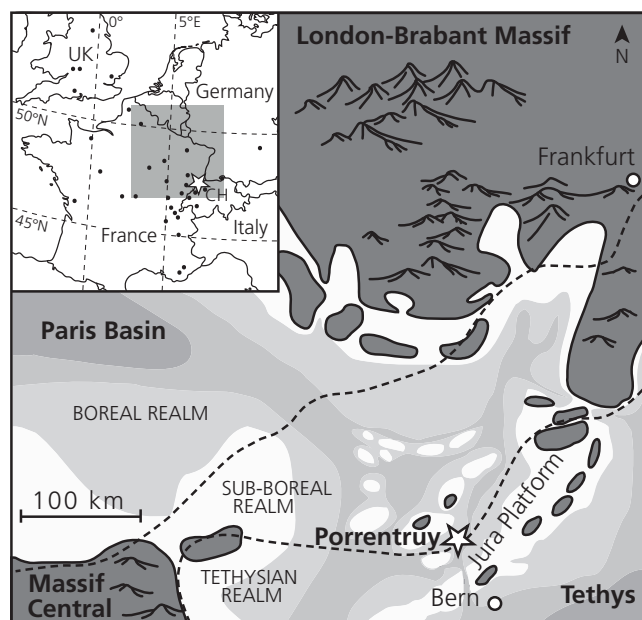 0°
5°E
UK
Germany
50°N
CH
45°N
France
Italy
London-Brabant Massif
N
Frankfurt
Paris Basin
BOREAL REALM
100 km
SUB-BOREAL
REALM
Porrentruy
Jura Platform
TETHYSIAN
REALM
Massif
Central
Bern
Tethys